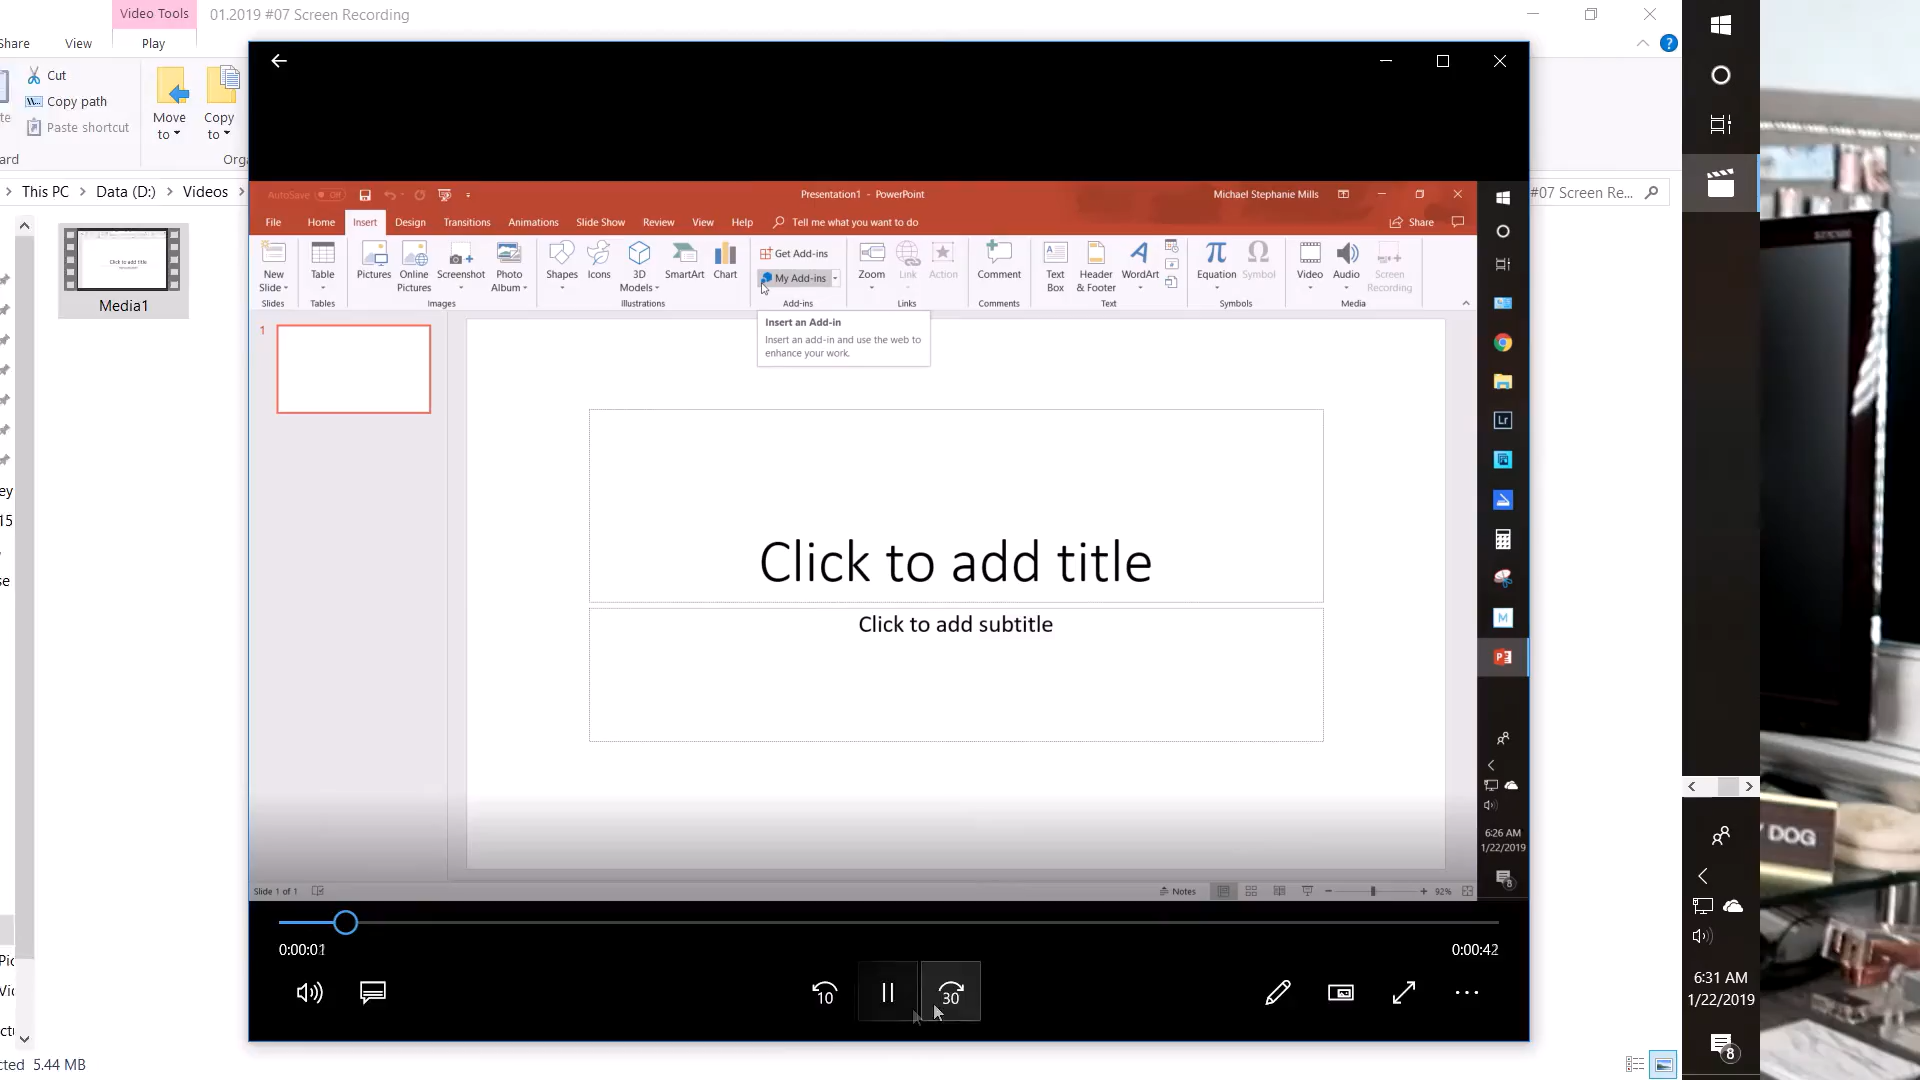 Video Tools
01.2019 #07 Screen Recording
Share
View
Play
Cut
Copy path
Paste shortcut
Move to
Copy to
This PC
Data (D:)
Videos
#07 Screen Re...
Media1
AutoSave
Off
Presentation1 - PowerPoint
Michael Stephanie Mills
File
Home
Insert
Design
Transitions
Animations
Slide Show
Review
View
Help
Tell me what you want to do
Share
New Slide
Table
Pictures
Online Pictures
Screenshot
Photo Album
Shapes
Icons
3D Models
SmartArt
Chart
Get Add-ins
My Add-ins
Zoom
Link
Action
Comment
Text Box
Header & Footer
WordArt
Equation
Symbol
Video
Audio
Screen Recording
Slides
Tables
Images
Illustrations
Add-ins
Links
Comments
Text
Symbols
Media
Insert an Add-in
Insert an add-in and use the web to
enhance your work.
1
Click to add title
Click to add subtitle
Lr
M
6:26 AM
1/22/2019
8
Slide 1 of 1
Notes
92%
0:00:01
0:00:42
10
30
5.44 MB
DOG
6:31 AM
1/22/2019
8